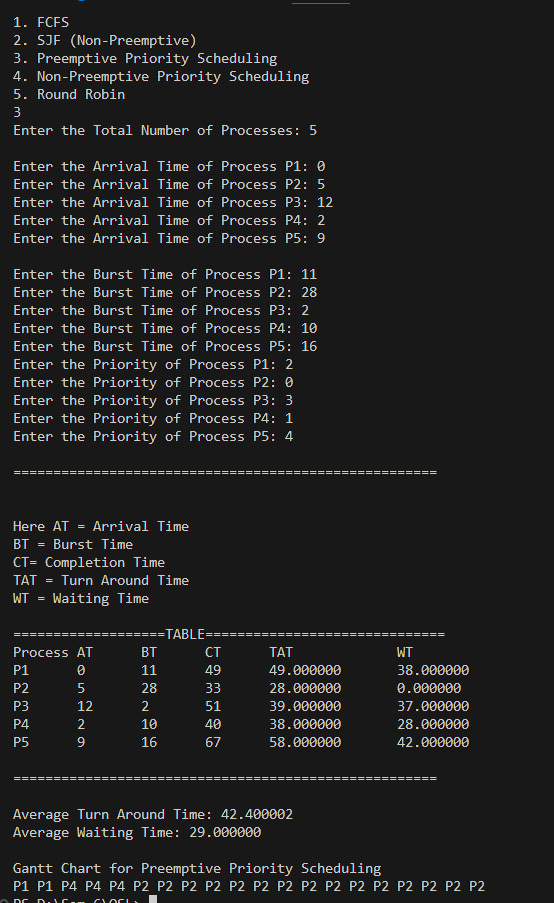 1. FCFS
2. SJF (Non-Preemptive)
3. Preemptive Priority Scheduling
4. Non-Preemptive Priority Scheduling
5. Round Robin
3
Enter the Total Number of Processes: 5
Enter the Arrival Time of Process P1: 0
Enter the Arrival Time of Process P2: 5
Enter the Arrival Time of Process P3: 12
Enter the Arrival Time of Process P4: 2
Enter the Arrival Time of Process P5: 9
Enter the Burst Time of Process P1: 11
Enter the Burst Time of Process P2: 28
Enter the Burst Time of Process P3: 2
Enter the Burst Time of Process P4: 10
Enter the Burst Time of Process P5: 16
Enter the Priority of Process P1: 2
Enter the Priority of Process P2: 0
Enter the Priority of Process P3: 3
Enter the Priority of Process P4: 1
Enter the Priority of Process P5: 4
=====================================================
Here AT = Arrival Time
BT = Burst Time
CT= Completion Time
TAT = Turn Around Time
WT = Waiting Time
===================TABLE==============================
Process AT BT CT TAT WT
P1 0 11 49 49.000000 38.000000
P2 5 28 33 28.000000 0.000000
P3 12 2 51 39.000000 37.000000
P4 2 10 40 38.000000 28.000000
P5 9 16 67 58.000000 42.000000
=====================================================
Average Turn Around Time: 42.400002
Average Waiting Time: 29.000000
Gantt Chart for Preemptive Priority Scheduling
P1 P1 P4 P4 P4 P2 P2 P2 P2 P2 P2 P2 P2 P2 P2 P2 P2 P2 P2 P2